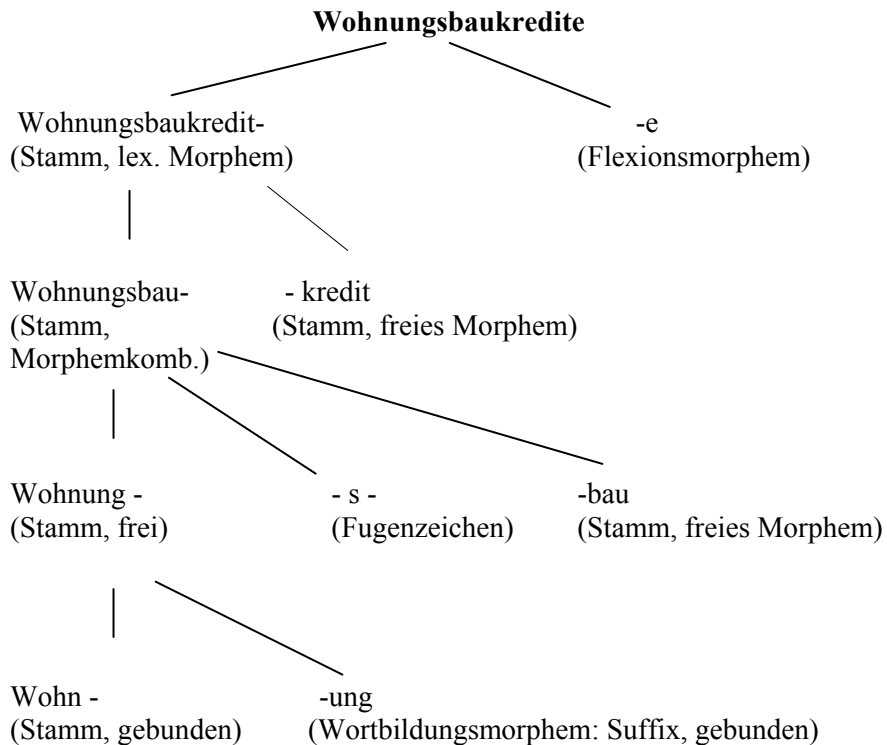 Wohnungsbaukredite
Wohnungsbaukredit- -e
(Stamm, lex. Morphem) (Flexionsmorphem)
Wohnungsbau- - kredit
(Stamm, (Stamm, freies Morphem)
Morphemkomb.)
Wohnung - - s - -bau
(Stamm, frei) (Fugenzeichen) (Stamm, freies Morphem)
Wohn - -ung
(Stamm, gebunden) (Wortbildungsmorphem: Suffix, gebunden)